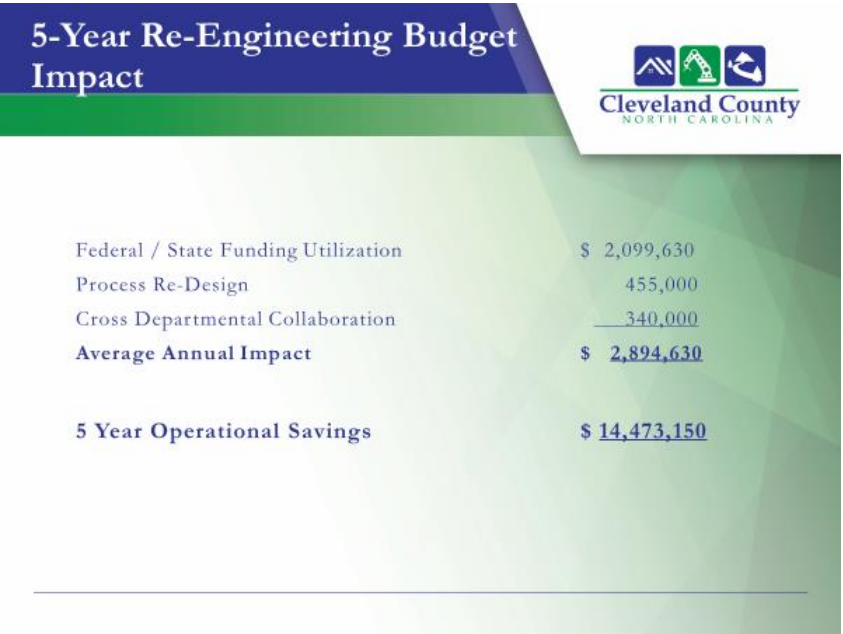 5-Year Re-Engineering Budget
Impact
Cleveland County
NORTH CAROLINA
Federal / State Funding Utilization $ 2,099,630
Process Re-Design 455,000
Cross Departmental Collaboration 340,000
Average Annual Impact $ 2,894,630
5 Year Operational Savings $ 14,473,150